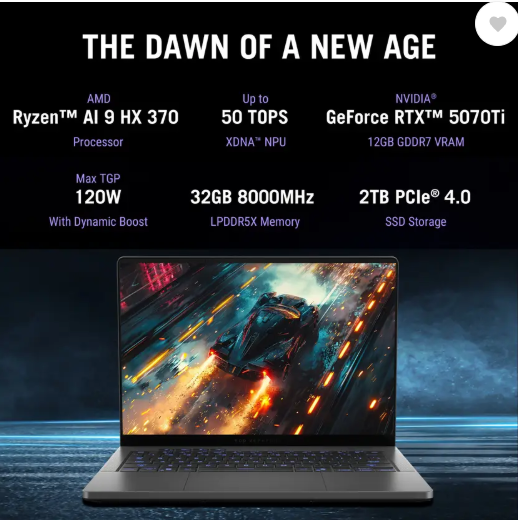 THE DAWN OF A NEW AGE
AMD
Ryzen™ AI 9 HX 370
Processor
Up to
50 TOPS
XDNA™ NPU
NVIDIA®
GeForce RTX™ 5070Ti
12GB GDDR7 VRAM
Max TGP
120W
With Dynamic Boost
32GB 8000MHz
LPDDR5X Memory
2TB PCIe® 4.0
SSD Storage